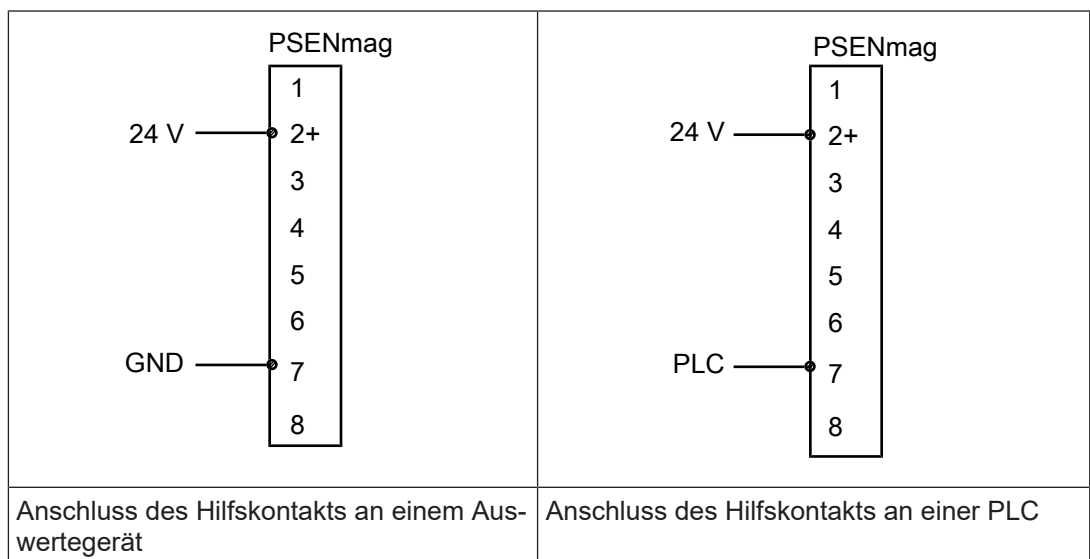 PSENmag
1
24 V 2+
3
4
5
6
GND 7
8
Anschluss des Hilfskontakts an einem Aus-
wertegerät
PSENmag
1
24 V 2+
3
4
5
6
PLC 7
8
Anschluss des Hilfskontakts an einer PLC